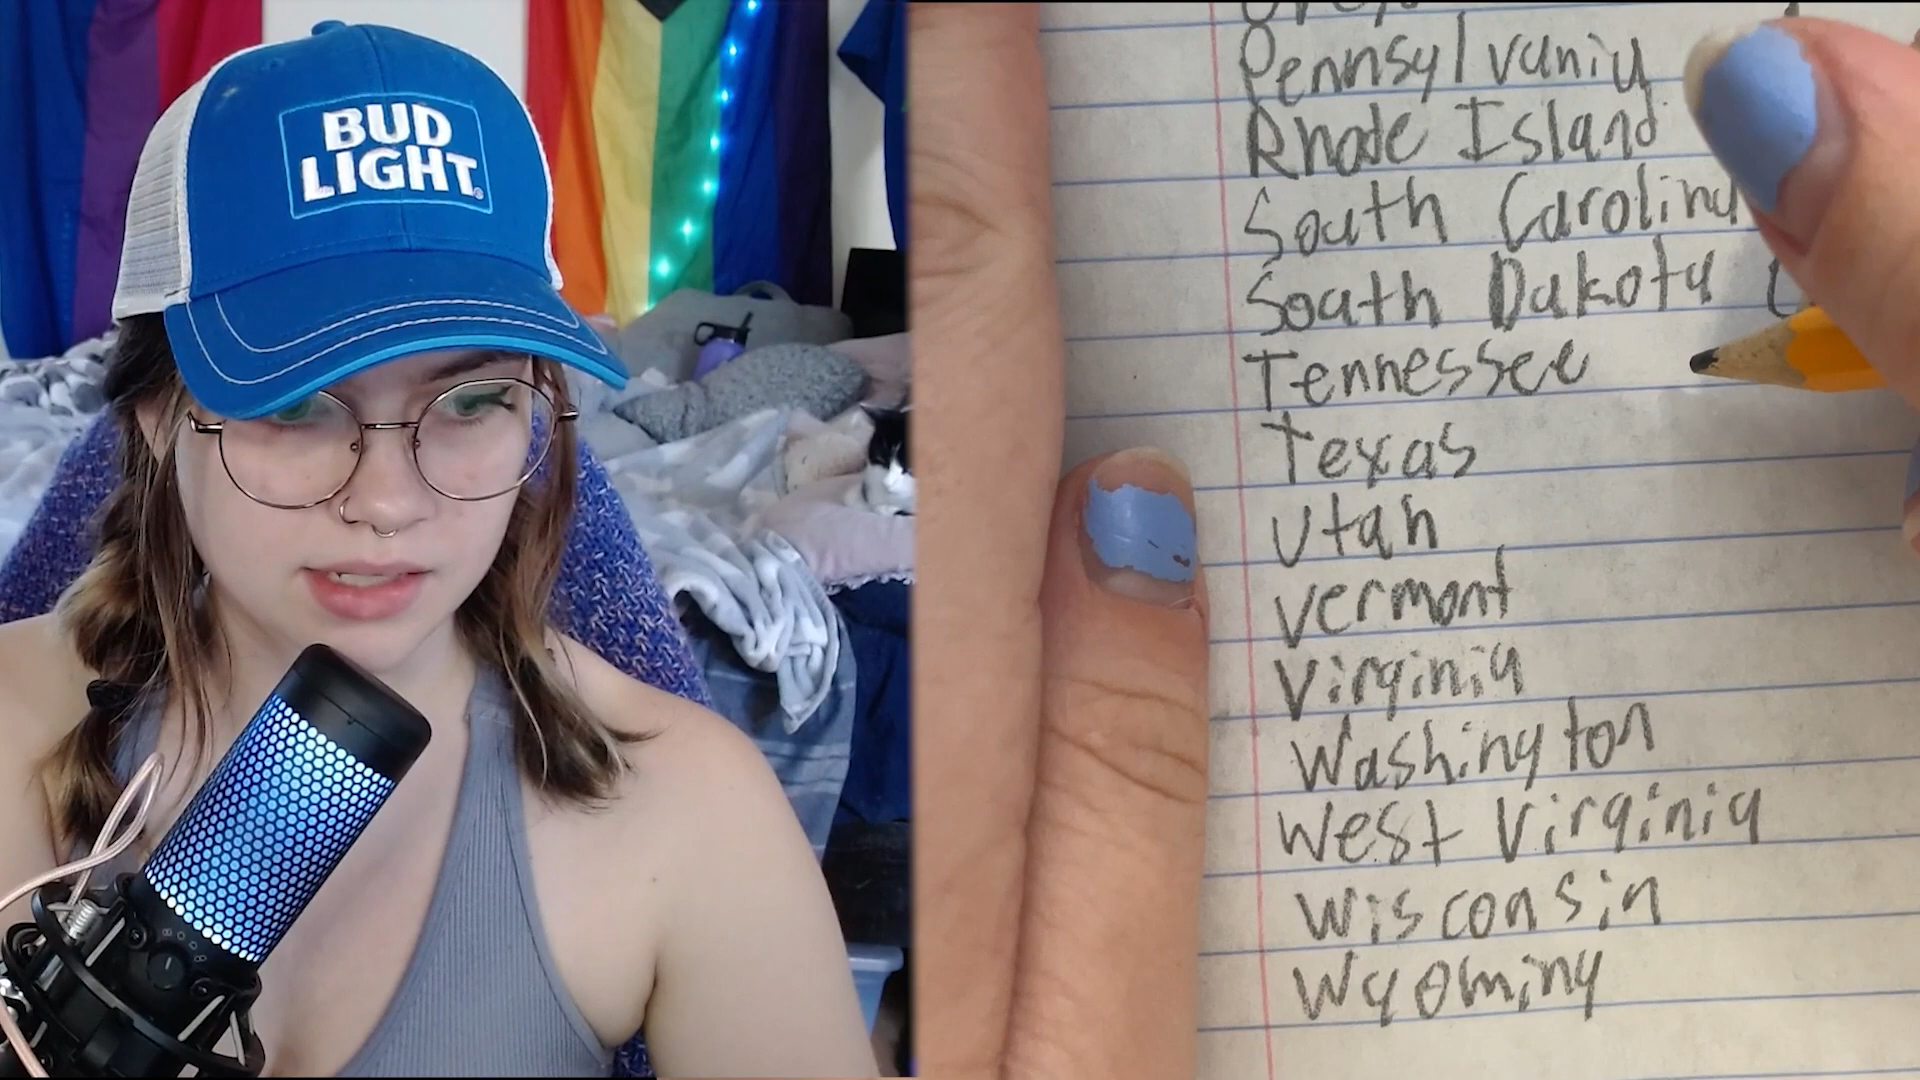 BUD
LIGHT
Pennsylvania
Rhode Island
South Carolina
South Dakota
Tennessee
Texas
Utah
Vermont
Virginia
Washington
West Virginia
Wisconsin
Wyoming